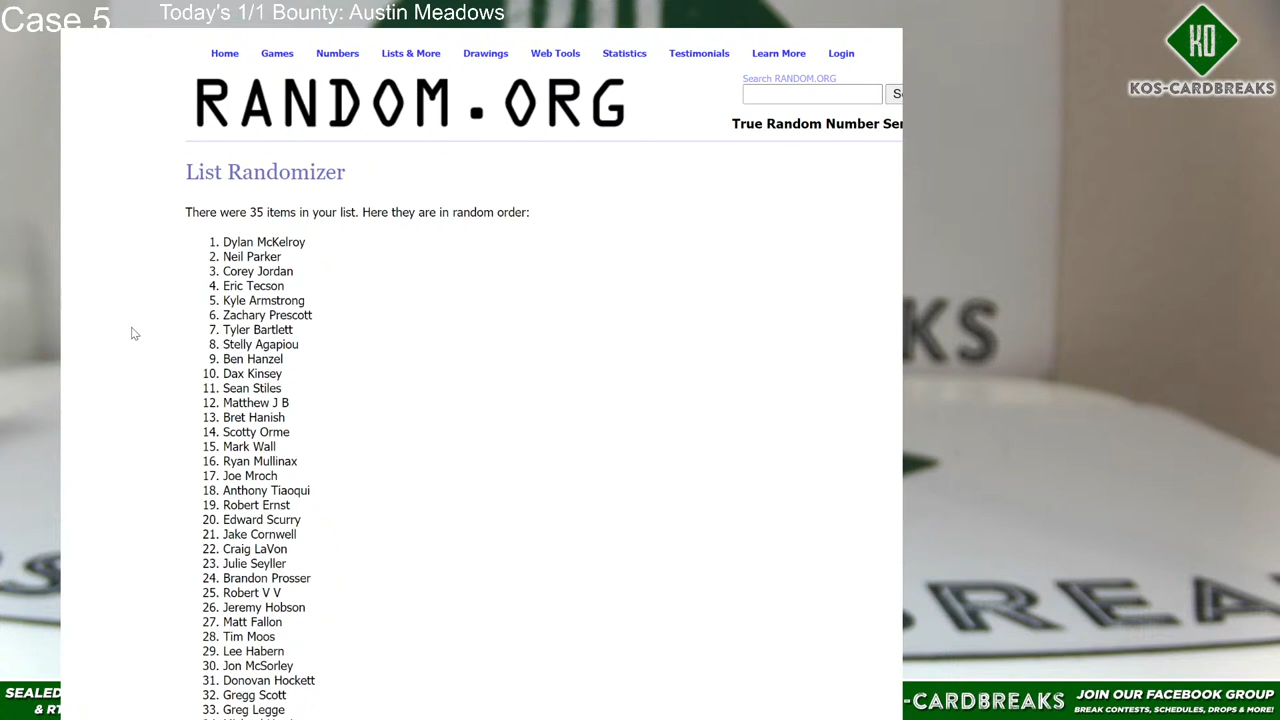 Case 5
Today's 1/1 Bounty: Austin Meadows
KO
KOS-CARDBREAKS
Home Games Numbers Lists & More Drawings Web Tools Statistics Testimonials Learn More Login
RANDOM.ORG
Search RANDOM.ORG
True Random Number Ser
List Randomizer
There were 35 items in your list. Here they are in random order:
1. Dylan McKelroy
2. Neil Parker
3. Corey Jordan
4. Eric Tecson
5. Kyle Armstrong
6. Zachary Prescott
7. Tyler Bartlett
8. Stelly Agapiou
9. Ben Hanzel
10. Dax Kinsey
11. Sean Stiles
12. Matthew J B
13. Bret Hanish
14. Scotty Orme
15. Mark Wall
16. Ryan Mullinax
17. Joe Mroch
18. Anthony Tiaoqui
19. Robert Ernst
20. Edward Scurry
21. Jake Cornwell
22. Craig LaVon
23. Julie Seyller
24. Brandon Prosser
25. Robert V V
26. Jeremy Hobson
27. Matt Fallon
28. Tim Moos
29. Lee Habern
30. Jon McSorley
31. Donovan Hockett
32. Gregg Scott
33. Greg Legge
KS
REA
SEALED
& RT
-CARDBREAKS
JOIN OUR FACEBOOK GROUP
BREAK CONTESTS, SCHEDULES, DROPS & MORE!